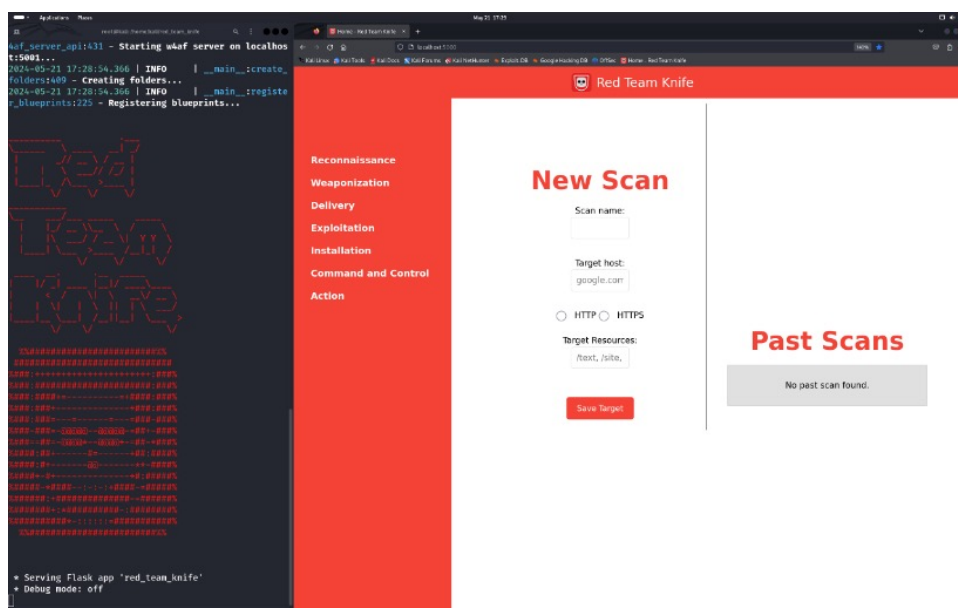 Applications Places
May 21 17:35
4af_server_api:431 - Starting w4af server on localhos
t:5001...
2024-05-21 17:28:54.366 | INFO | __main__:create_
folders:409 - Creating folders...
2024-05-21 17:28:54.366 | INFO | __main__:registe
r_blueprints:225 - Registering blueprints...
Red
Team
Knife
* Serving Flask app 'red_team_knife'
* Debug mode: off
Home - Red Team Knife
localhost:5000
Kali Linux Kali Tools Kali Docs Kali Forums Kali NetHunter Exploit-DB Google Hacking DB OffSec Home - Red Team Knife
Red Team Knife
Reconnaissance
Weaponization
Delivery
Exploitation
Installation
Command and Control
Action
New Scan
Scan name:
Target host:
google.com
HTTP HTTPS
Target Resources:
/text, /site,
Save Target
Past Scans
No past scan found.